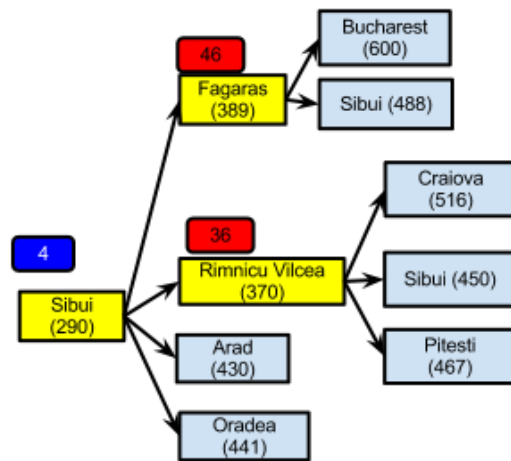 46
Fagaras
(389)
Bucharest
(600)
Sibui (488)
4
Sibui
(290)
36
Rimnicu Vilcea
(370)
Craiova
(516)
Sibui (450)
Pitesti
(467)
Arad
(430)
Oradea
(441)